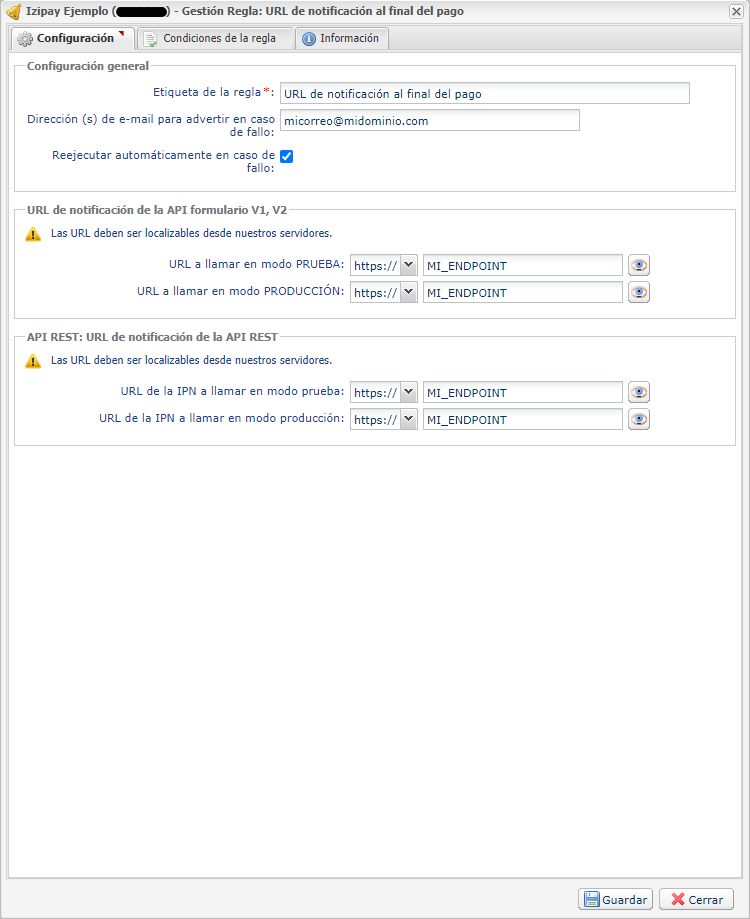 Izipay Ejemplo ( ) - Gestión Regla: URL de notificación al final del pago
Configuración
Condiciones de la regla
Información
Configuración general
Etiqueta de la regla*: URL de notificación al final del pago
Dirección (s) de e-mail para advertir en caso de fallo: micorreo@midominio.com
Reejecutar automáticamente en caso de fallo:
URL de notificación de la API formulario V1, V2
Las URL deben ser localizables desde nuestros servidores.
URL a llamar en modo PRUEBA: https:// MI_ENDPOINT
URL a llamar en modo PRODUCCIÓN: https:// MI_ENDPOINT
API REST: URL de notificación de la API REST
Las URL deben ser localizables desde nuestros servidores.
URL de la IPN a llamar en modo prueba: https:// MI_ENDPOINT
URL de la IPN a llamar en modo producción: https:// MI_ENDPOINT
Guardar
Cerrar